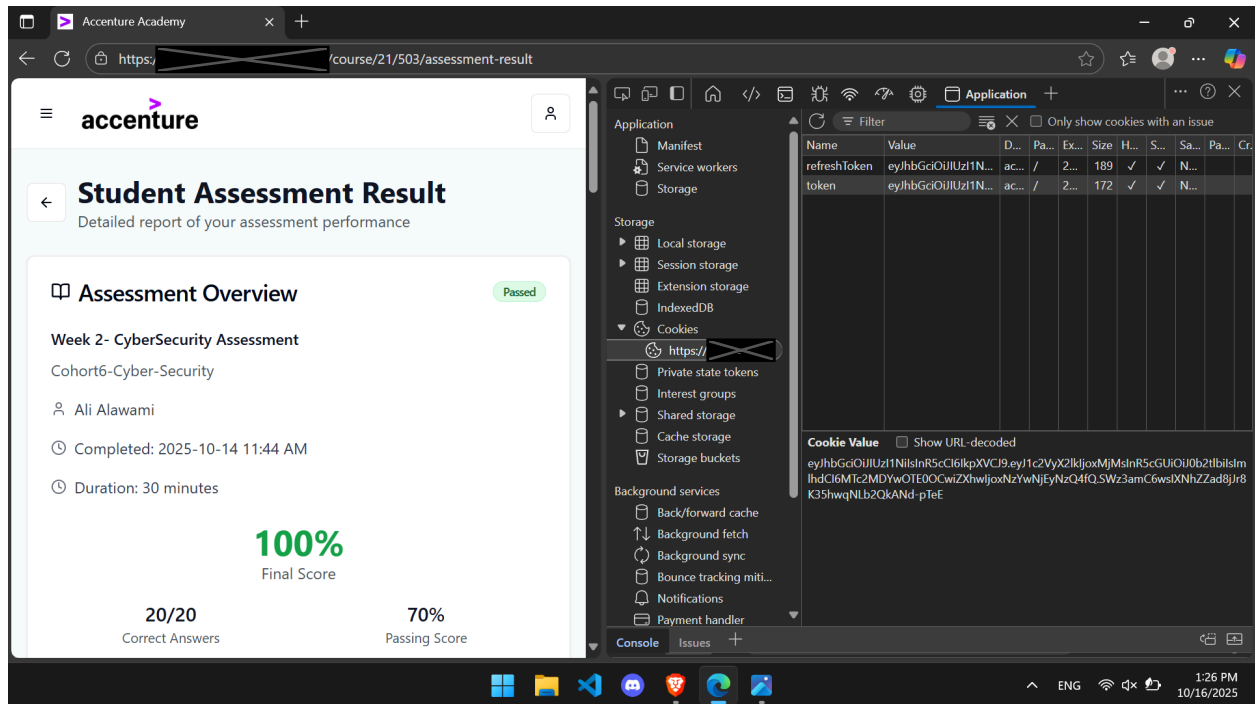 Accenture Academy
https:/ /course/21/503/assessment-result
accenture
Student Assessment Result
Detailed report of your assessment performance
Assessment Overview
Passed
Week 2- CyberSecurity Assessment
Cohort6-Cyber-Security
Ali Alawami
Completed: 2025-10-14 11:44 AM
Duration: 30 minutes
100%
Final Score
20/20 70%
Correct Answers Passing Score
Application
Application
Manifest
Service workers
Storage
Storage
Local storage
Session storage
Extension storage
IndexedDB
Cookies
https://
Private state tokens
Interest groups
Shared storage
Cache storage
Storage buckets
Background services
Back/forward cache
Background fetch
Background sync
Bounce tracking miti...
Notifications
Payment handler
Filter
Only show cookies with an issue
Name Value D... Pa... Ex... Size H... S... Sa... Pa... Cr.
refreshToken eyJhbGciOiJIUzI1N... ac... / 2... 189 ✓ ✓ N...
token eyJhbGciOiJIUzI1N... ac... / 2... 172 ✓ ✓ N...
Cookie Value Show URL-decoded
Console Issues
ENG
1:26 PM
10/16/2025